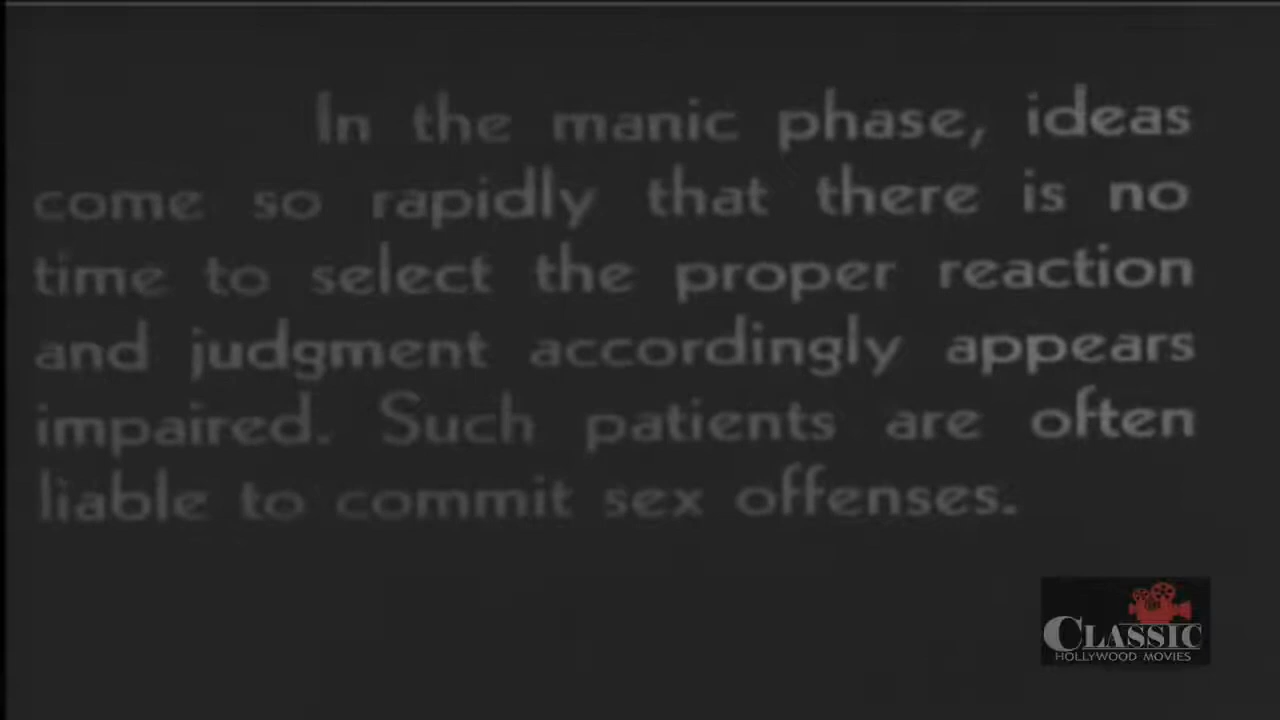 In the manic phase, ideas
come so rapidly that there is no
time to select the proper reaction
and judgment accordingly appears
impaired. Such patients are often
liable to commit sex offenses.
CLASSIC
HOLLYWOOD MOVIES